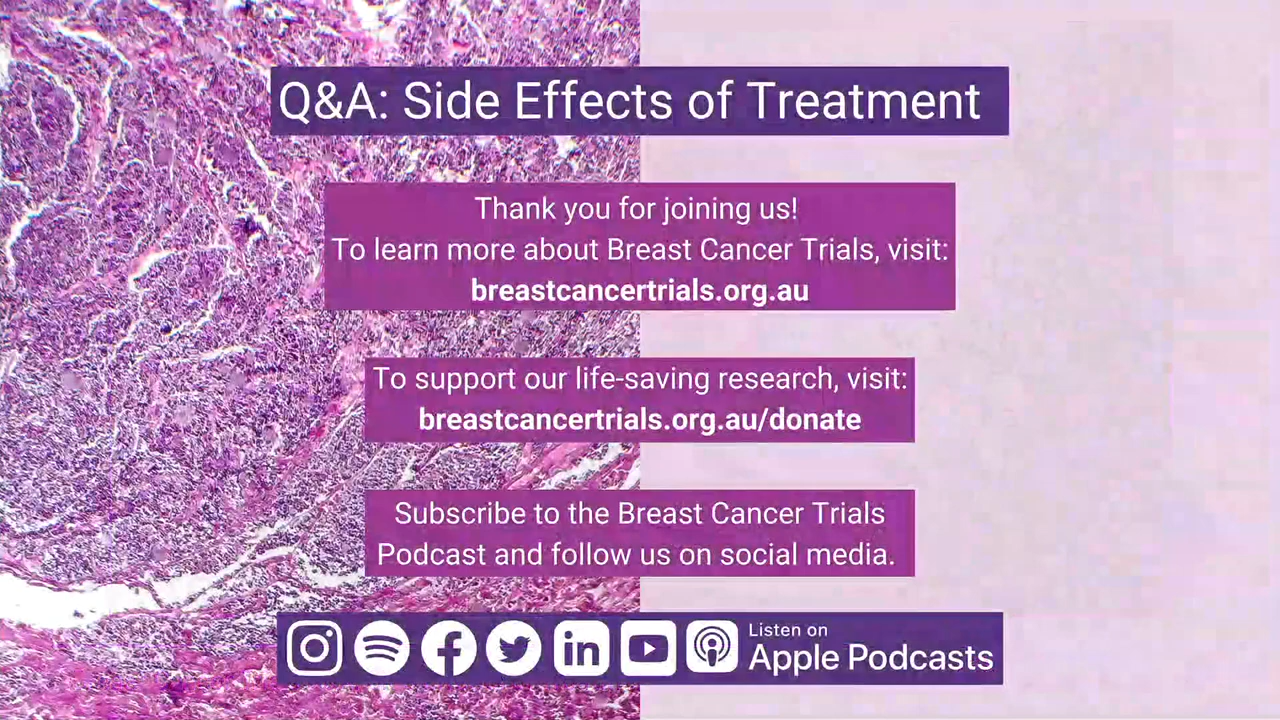 Q&A: Side Effects of Treatment
Thank you for joining us!
To learn more about Breast Cancer Trials, visit:
breastcancertrials.org.au
To support our life-saving research, visit:
breastcancertrials.org.au/donate
Subscribe to the Breast Cancer Trials
Podcast and follow us on social media.
in
Listen on
Apple Podcasts